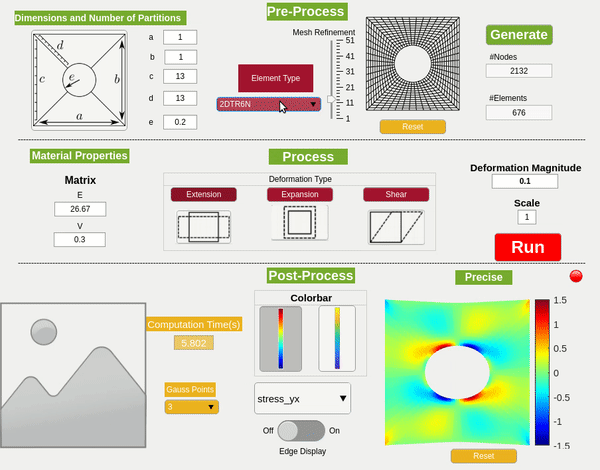 Pre-Process
Dimensions and Number of Partitions
a 1
b 1
c 13
d 13
e 0.2
d
c
e
b
a
Mesh Refinement
51
41
31
21
11
1
Element Type
2DTR6N
Reset
Generate
#Nodes
2132
#Elements
676
Material Properties
Matrix
E
26.67
V
0.3
Process
Deformation Type
Extension
Expansion
Shear
Deformation Magnitude
0.1
Scale
1
Run
Post-Process
Computation Time(s)
5.802
Gauss Points
3
Colorbar
stress_yx
Off
On
Edge Display
Precise
1.5
1
0.5
0
-0.5
-1
-1.5
Reset